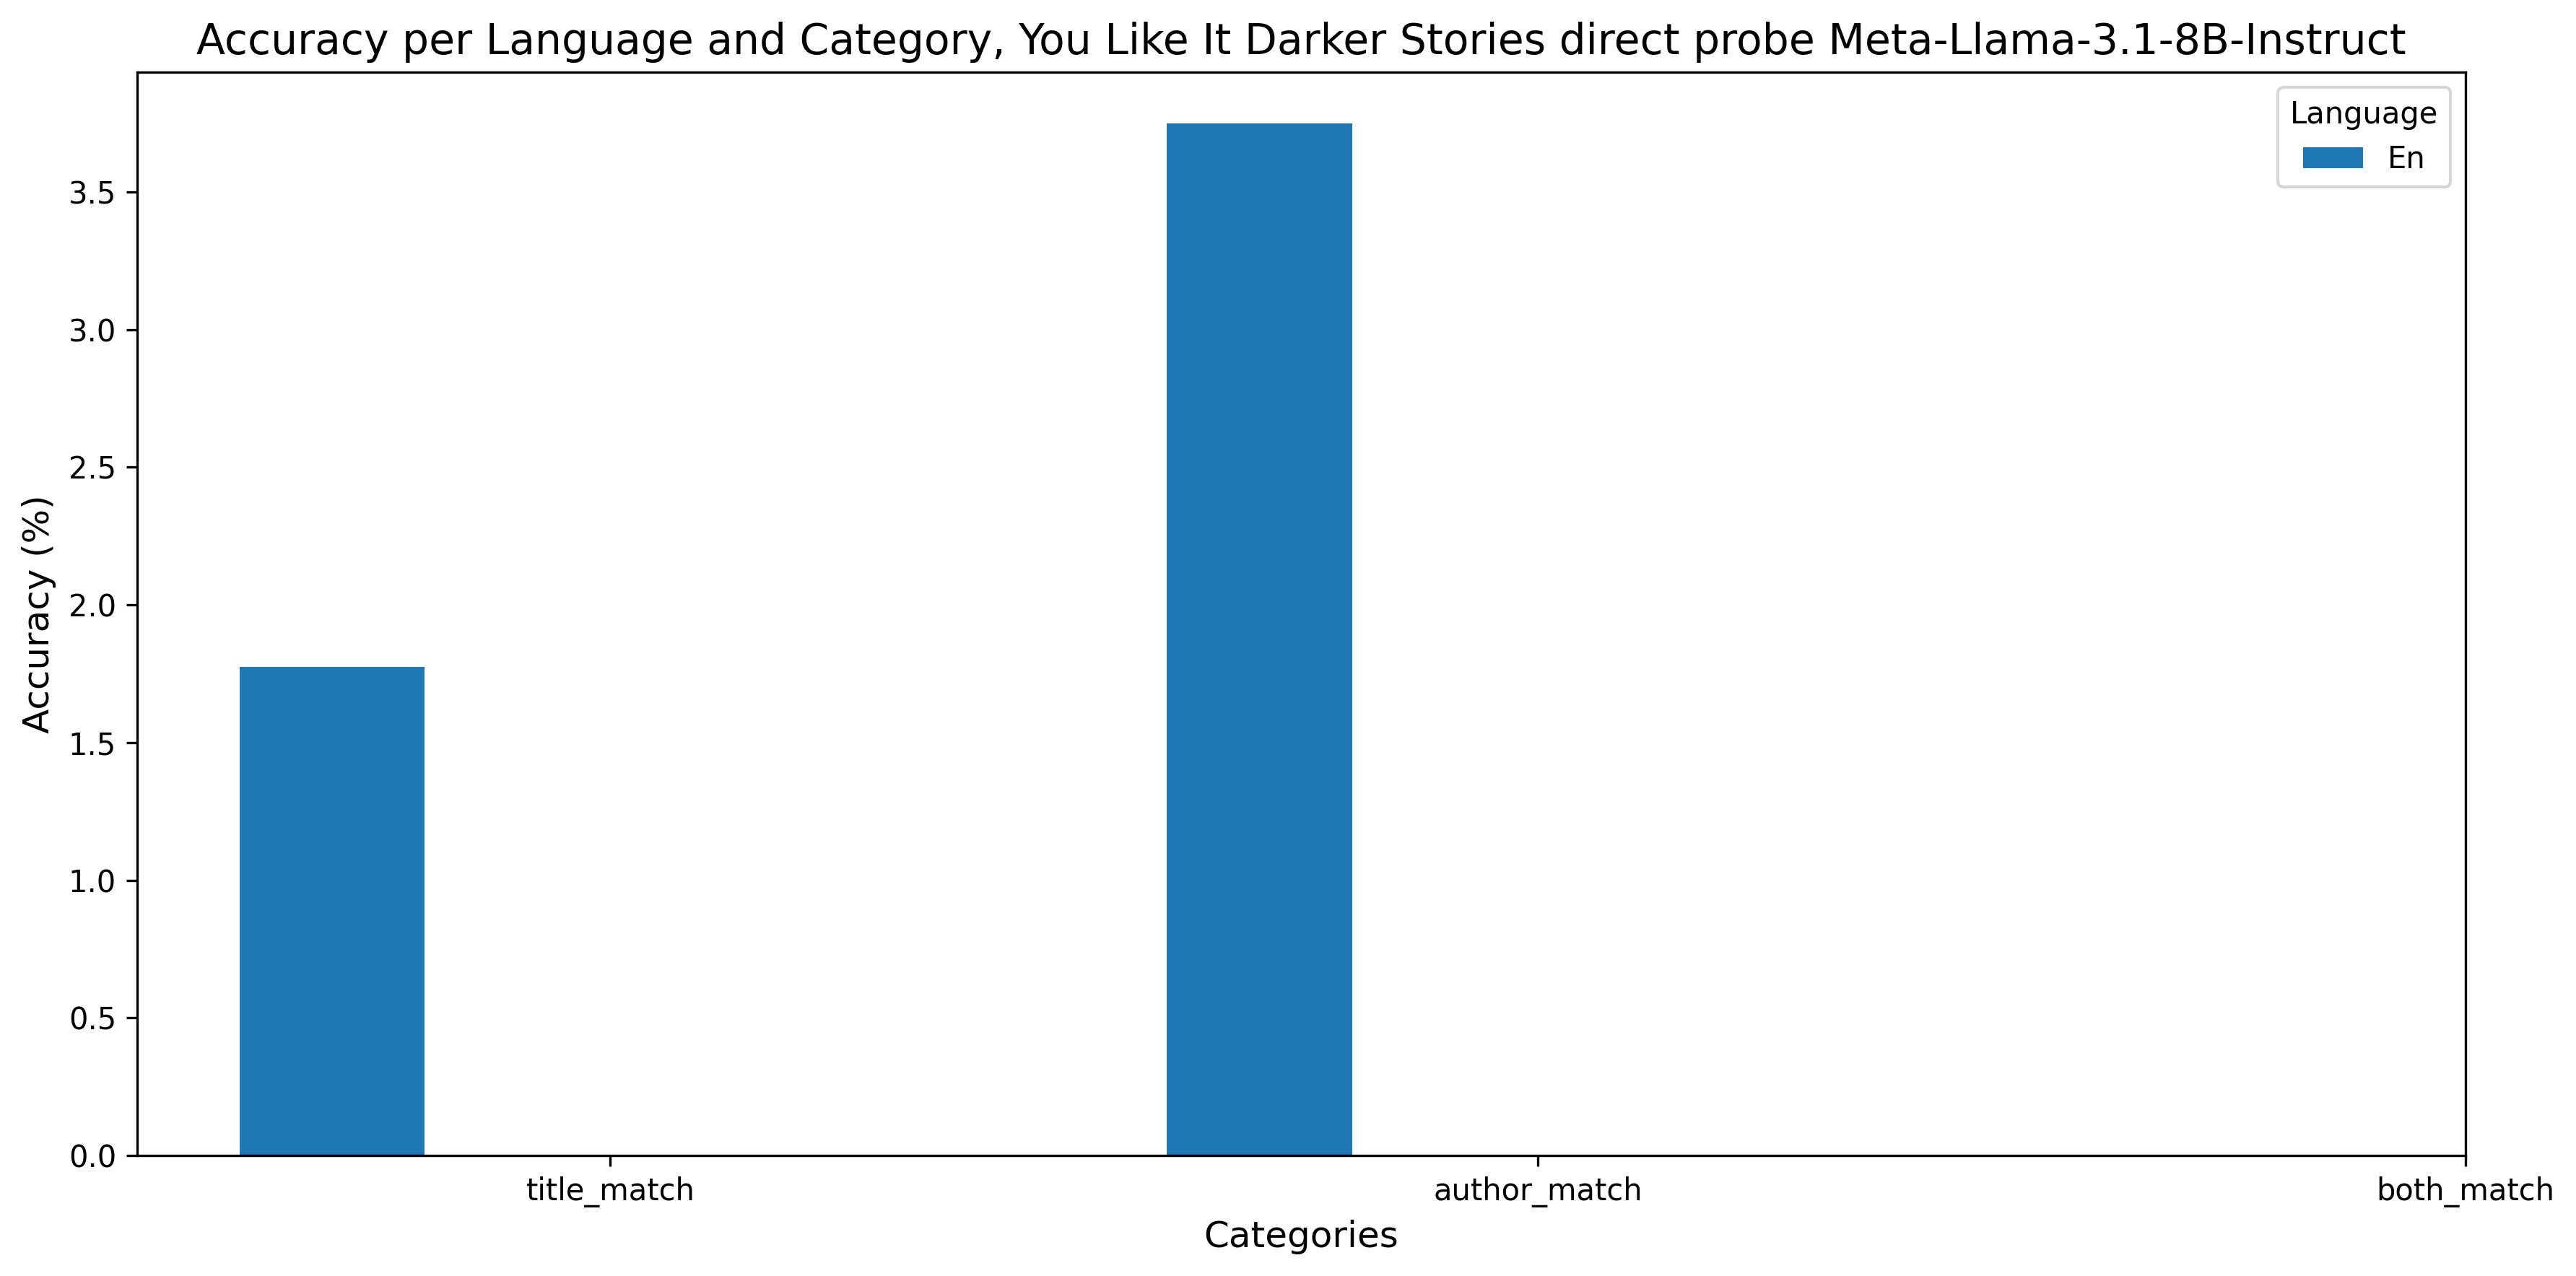 Accuracy per Language and Category, You Like It Darker Stories direct probe Meta-Llama-3.1-8B-Instruct
Language
En
Accuracy (%)
3.5
3.0
2.5
2.0
1.5
1.0
0.5
0.0
title_match
author_match
both_match
Categories